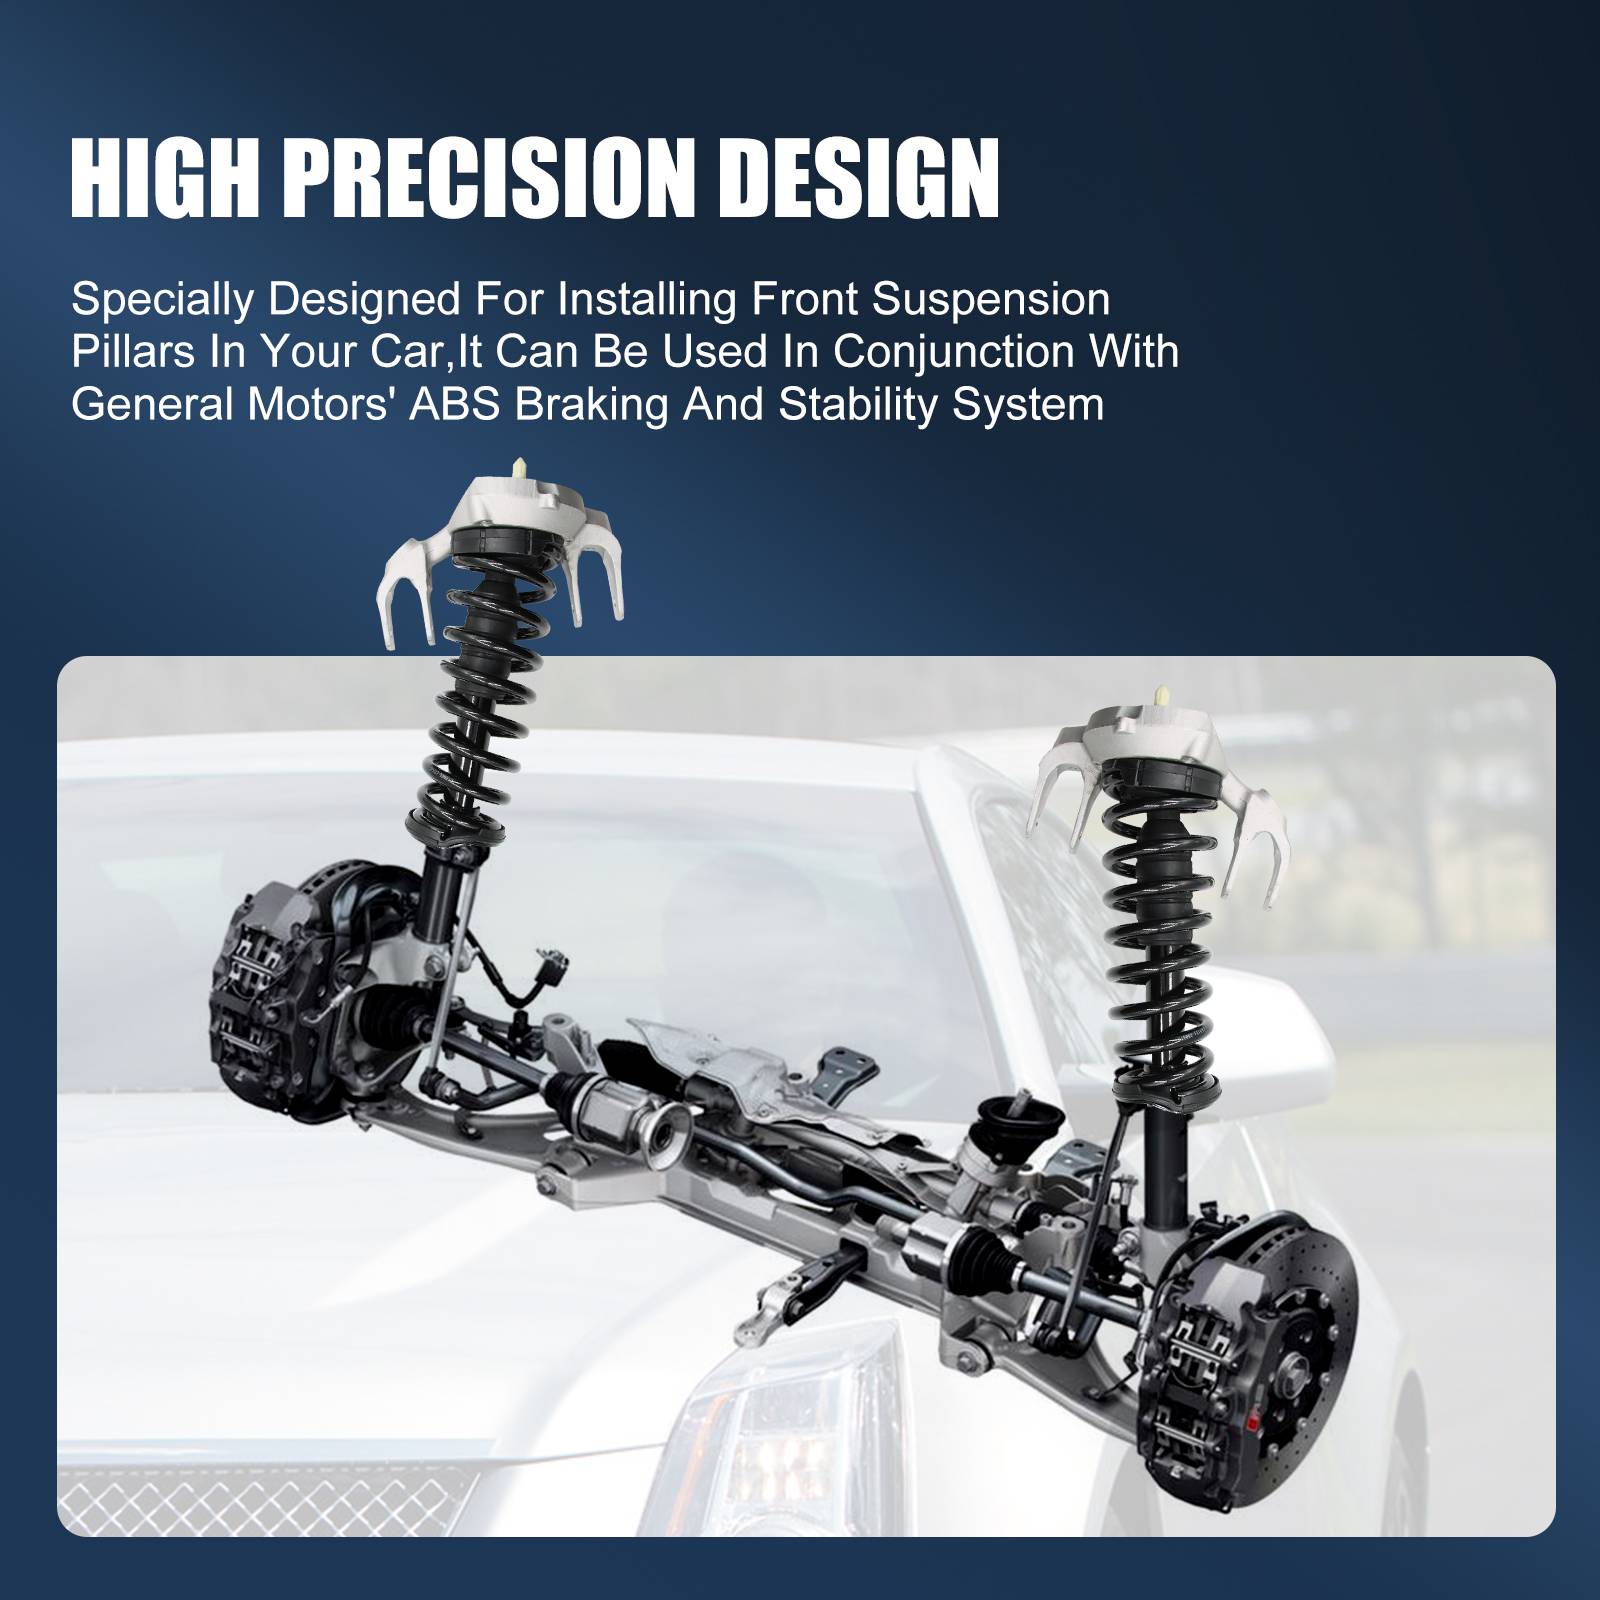 HIGH PRECISION DESIGN
Specially Designed For Installing Front Suspension
Pillars In Your Car,It Can Be Used In Conjunction With
General Motors' ABS Braking And Stability System